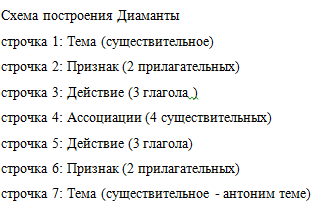 Схема построения Диаманты
строчка 1: Тема (существительное)
строчка 2: Признак (2 прилагательных)
строчка 3: Действие (3 глагола )
строчка 4: Ассоциации (4 существительных)
строчка 5: Действие (3 глагола)
строчка 6: Признак (2 прилагательных)
строчка 7: Тема (существительное - антоним теме)